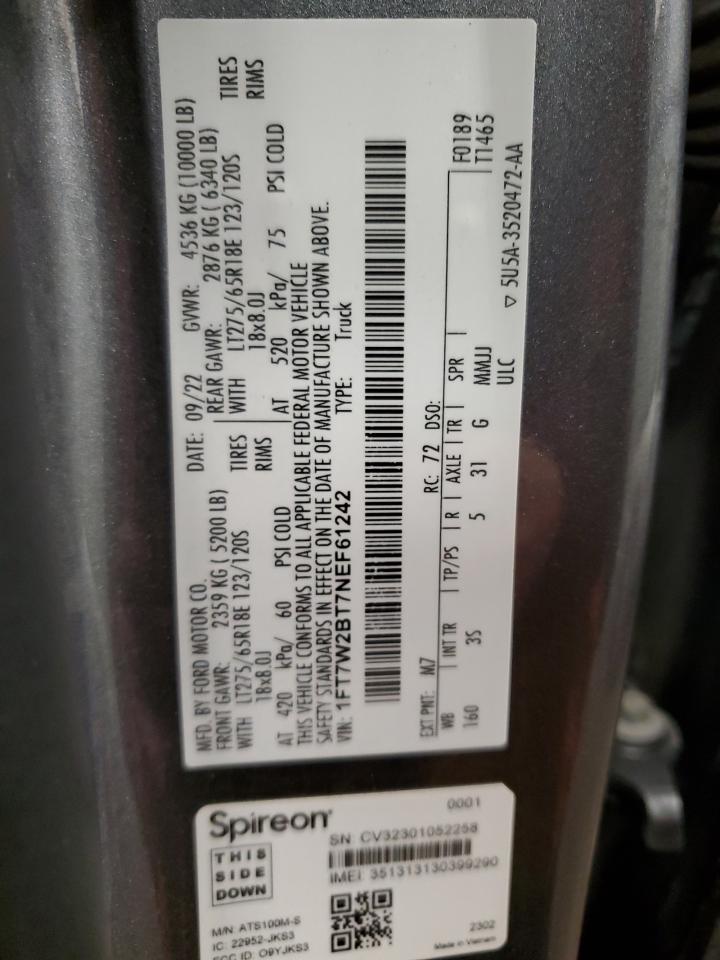 MFD. BY FORD MOTOR CO.
DATE: 09/22 GVWR: 4536 KG (10000 LB)
FRONT GAWR: 2359 KG ( 5200 LB)
REAR GAWR: 2876 KG ( 6340 LB)
WITH LT275/65R18E 123/120S TIRES
WITH LT275/65R18E 123/120S TIRES
18x8.0J RIMS
18x8.0J RIMS
AT 420 kPa/ 60 PSI COLD
AT 520 kPa/ 75 PSI COLD
THIS VEHICLE CONFORMS TO ALL APPLICABLE FEDERAL MOTOR VEHICLE
SAFETY STANDARDS IN EFFECT ON THE DATE OF MANUFACTURE SHOWN ABOVE.
VIN: 1FT7W2BT7NEF61242 TYPE: Truck
EXT PNT: M7 RC: 72 DSO: F0189
T1465
WB INT TR TP/PS R AXLE TR SPR
160 3S 5 31 G MMJJ
ULC ▽ 5U5A-3520472-AA
Spireon
0001
THIS
SIDE
DOWN
SN: CV32301052258
IMEI: 351313130399290
M/N: ATS100M-S
IC: 22952-JKS3
FCC ID: O9YJKS3
2302
Made in Vietnam